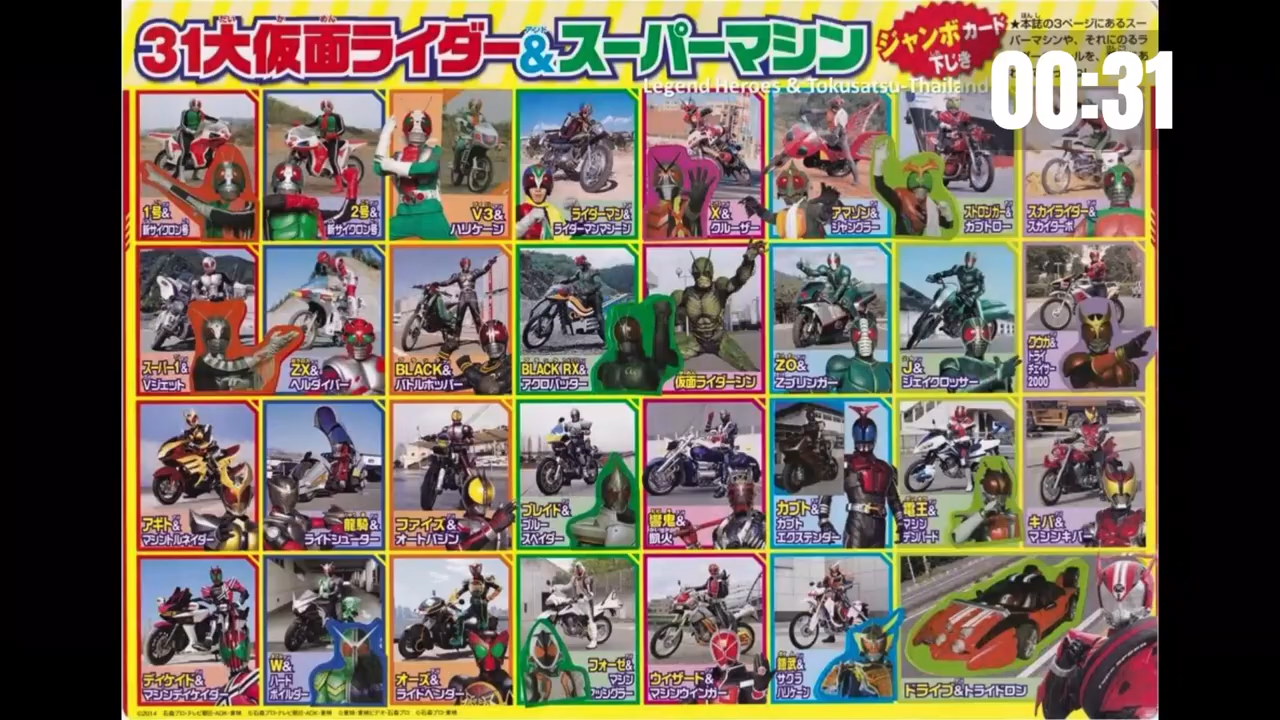 31大仮面ライダー&スーパーマシン
ジャンボカード
下じき
★本誌の3ページにあるスー
パーマシンや、それにのるラ
00:31
Legend Heroes & Tokusatsu-Thailand
1号&
新サイクロン号
2号&
新サイクロン号
V3&
ハリケーン
ライダーマン&
ライダーマンマシーン
X&
クルーザー
アマゾン&
ジャングラー
ストロンガー&
カブトロー
スカイライダー&
スカイターボ
スーパー1&
Vジェット
ZX&
ヘルダイバー
BLACK&
バトルホッパー
BLACK RX&
アクロバッター
仮面ライダーシン
ZO&
Zブリンガー
J&
ジェイクロッサー
クウガ&
トライ
チェイサー
2000
アギト&
マシントルネイダー
龍騎&
ライドシューター
ファイズ&
オートバジン
ブレイド&
ブルー
スペイダー
響鬼&
凱火
カブト&
カブト
エクステンダー
電王&
マシン
デンバード
キバ&
マシンキバー
ディケイド&
マシンディケイダー
W&
ハード
ボイルダー
オーズ&
ライドベンダー
フォーゼ&
マシン
マッシグラー
ウィザード&
マシンウインガー
鎧武&
サクラ
ハリケーン
ドライブ&トライドロン